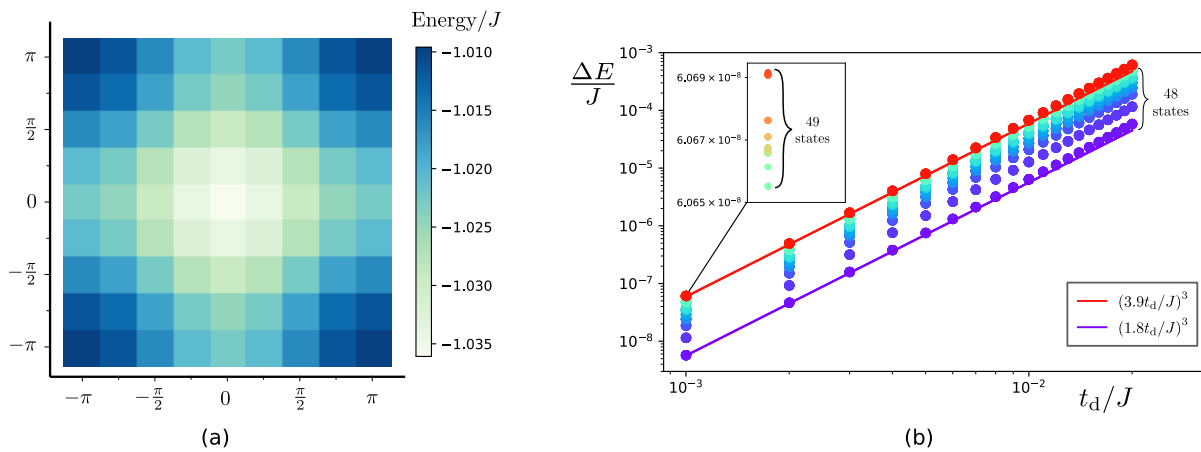 Energy/J
π
π/2
0
−π/2
−π
−π
−π/2
0
π/2
π
−1.010
−1.015
−1.020
−1.025
−1.030
−1.035
(a)
ΔE/J
10⁻³
10⁻⁴
10⁻⁵
10⁻⁶
10⁻⁷
10⁻⁸
6.069×10⁻⁸
6.067×10⁻⁸
6.065×10⁻⁸
49
states
48
states
(3.9t_d/J)³
(1.8t_d/J)³
10⁻³
10⁻²
t_d/J
(b)